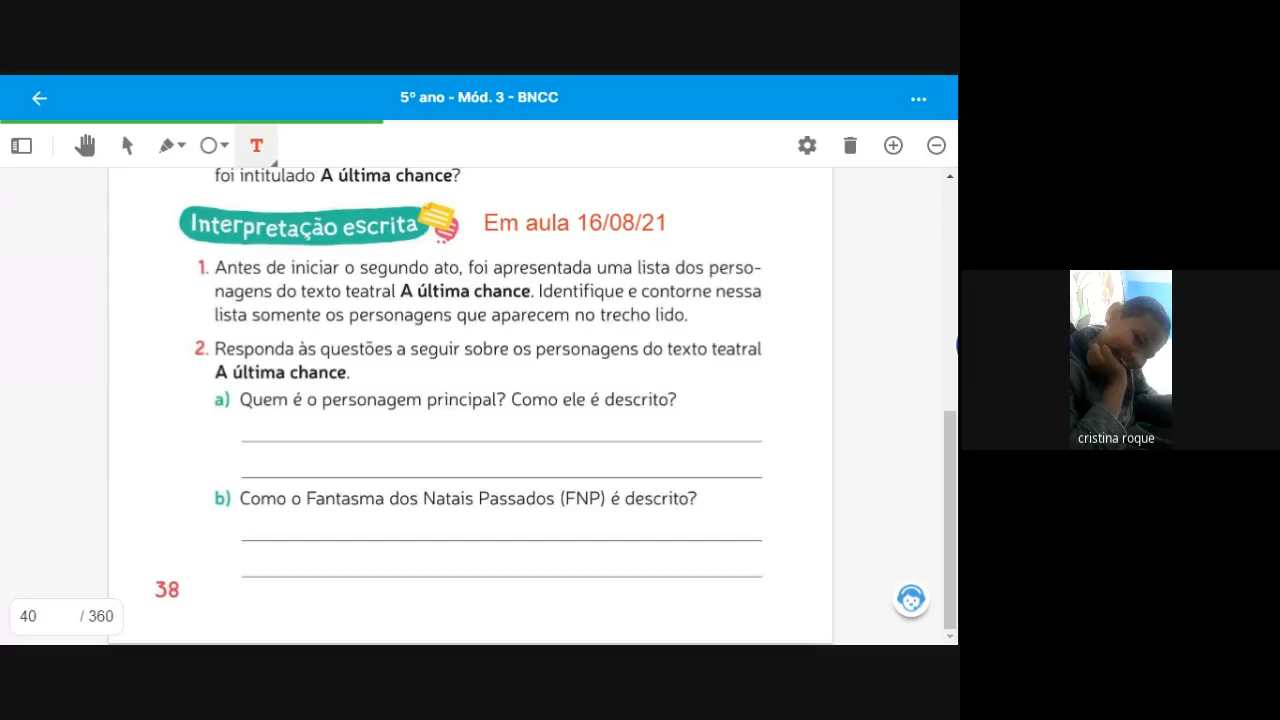 5º ano - Mód. 3 - BNCC
T
foi intitulado A última chance?
Interpretação escrita
Em aula 16/08/21
1. Antes de iniciar o segundo ato, foi apresentada uma lista dos perso-
nagens do texto teatral A última chance. Identifique e contorne nessa
lista somente os personagens que aparecem no trecho lido.
2. Responda às questões a seguir sobre os personagens do texto teatral
A última chance.
a) Quem é o personagem principal? Como ele é descrito?
b) Como o Fantasma dos Natais Passados (FNP) é descrito?
38
40 / 360
cristina roque